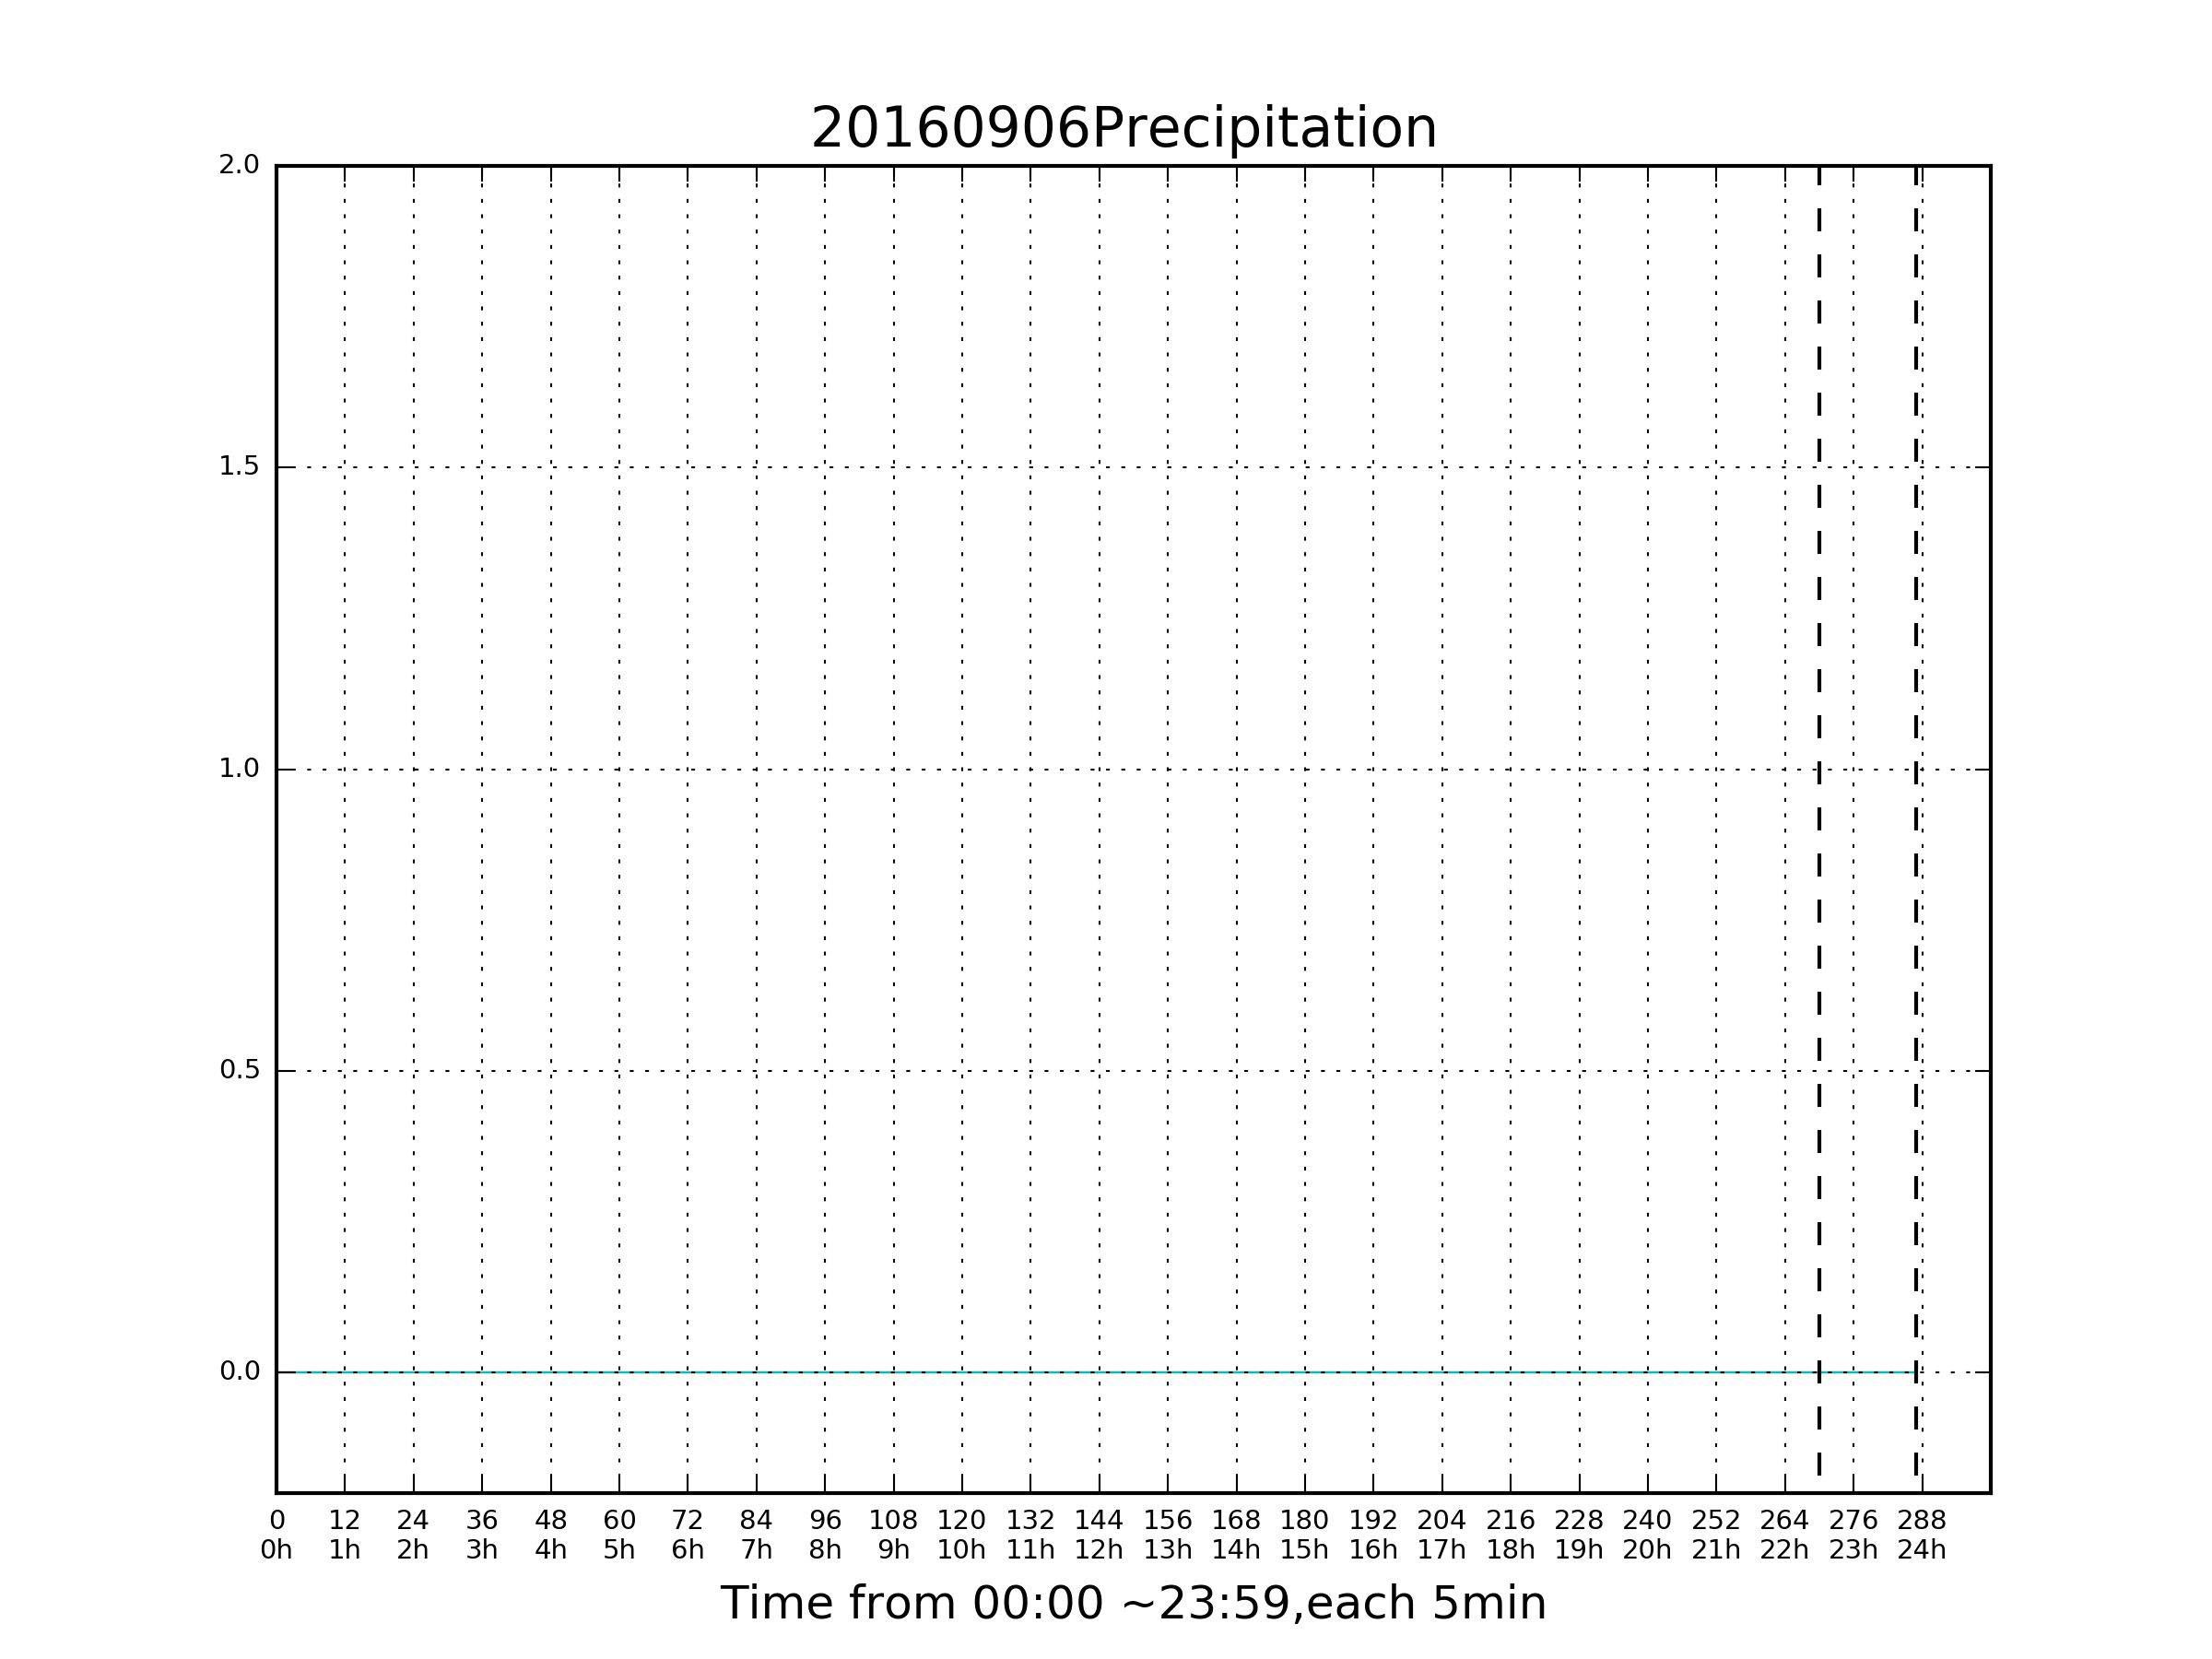 20160906Precipitation
2.0
1.5
1.0
0.5
0.0
0 12 24 36 48 60 72 84 96 108 120 132 144 156 168 180 192 204 216 228 240 252 264 276 288
0h 1h 2h 3h 4h 5h 6h 7h 8h 9h 10h 11h 12h 13h 14h 15h 16h 17h 18h 19h 20h 21h 22h 23h 24h
Time from 00:00 ~23:59,each 5min